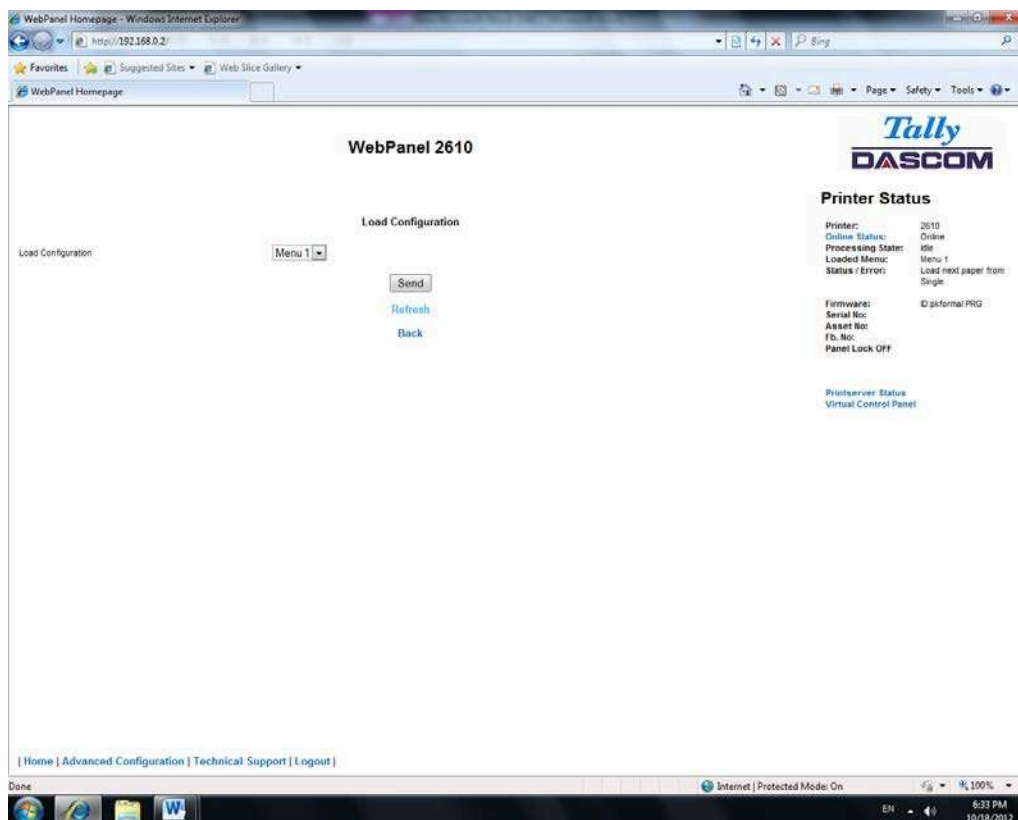 WebPanel Homepage - Windows Internet Explorer
http://192.168.0.2/
Bing
Favorites
Suggested Sites
Web Slice Gallery
WebPanel Homepage
Page
Safety
Tools
Tally
DASCOM
WebPanel 2610
Printer Status
Load Configuration
Printer: 2610
Online Status: Online
Processing State: Idle
Loaded Menu: Menu 1
Status / Error: Load next paper from
Single
Load Configuration Menu 1
Send
Refresh
Back
Firmware:
Serial No:
Asset No:
Fb. No:
Panel Lock OFF
Printserver Status
Virtual Control Panel
| Home | Advanced Configuration | Technical Support | Logout |
Done
Internet | Protected Mode: On
100%
EN
6:33 PM
10/18/2012